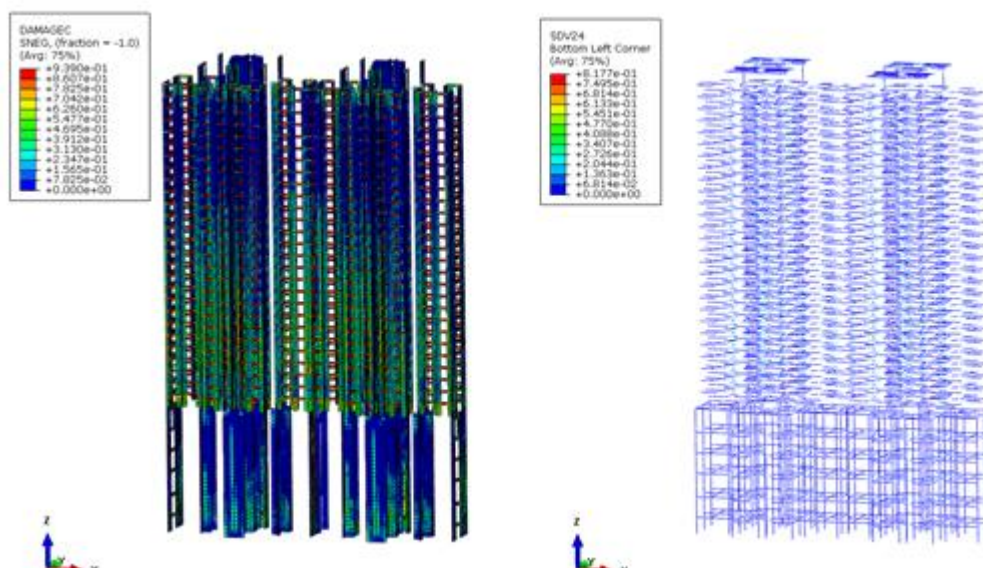 DAMAGEC
SNEG, (fraction = -1.0)
(Avg: 75%)
+9.390e-01
+8.607e-01
+7.825e-01
+7.042e-01
+6.260e-01
+5.477e-01
+4.695e-01
+3.912e-01
+3.130e-01
+2.347e-01
+1.565e-01
+7.825e-02
+0.000e+00
SDV24
Bottom Left Corner
(Avg: 75%)
+8.177e-01
+7.495e-01
+6.814e-01
+6.133e-01
+5.451e-01
+4.770e-01
+4.088e-01
+3.407e-01
+2.726e-01
+2.044e-01
+1.363e-01
+6.814e-02
+0.000e+00
Z
Y
Z
Y